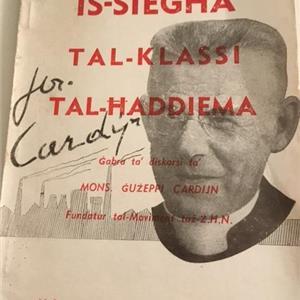 IS-SIEGHA
TAL-KLASSI
TAL-HADDIEMA
Jos. Cardijn
Gabra ta' diskorsi ta'
MONS. GUZEPPI CARDIJN
Fundatur tal-Moviment taż-Ż.H.N.